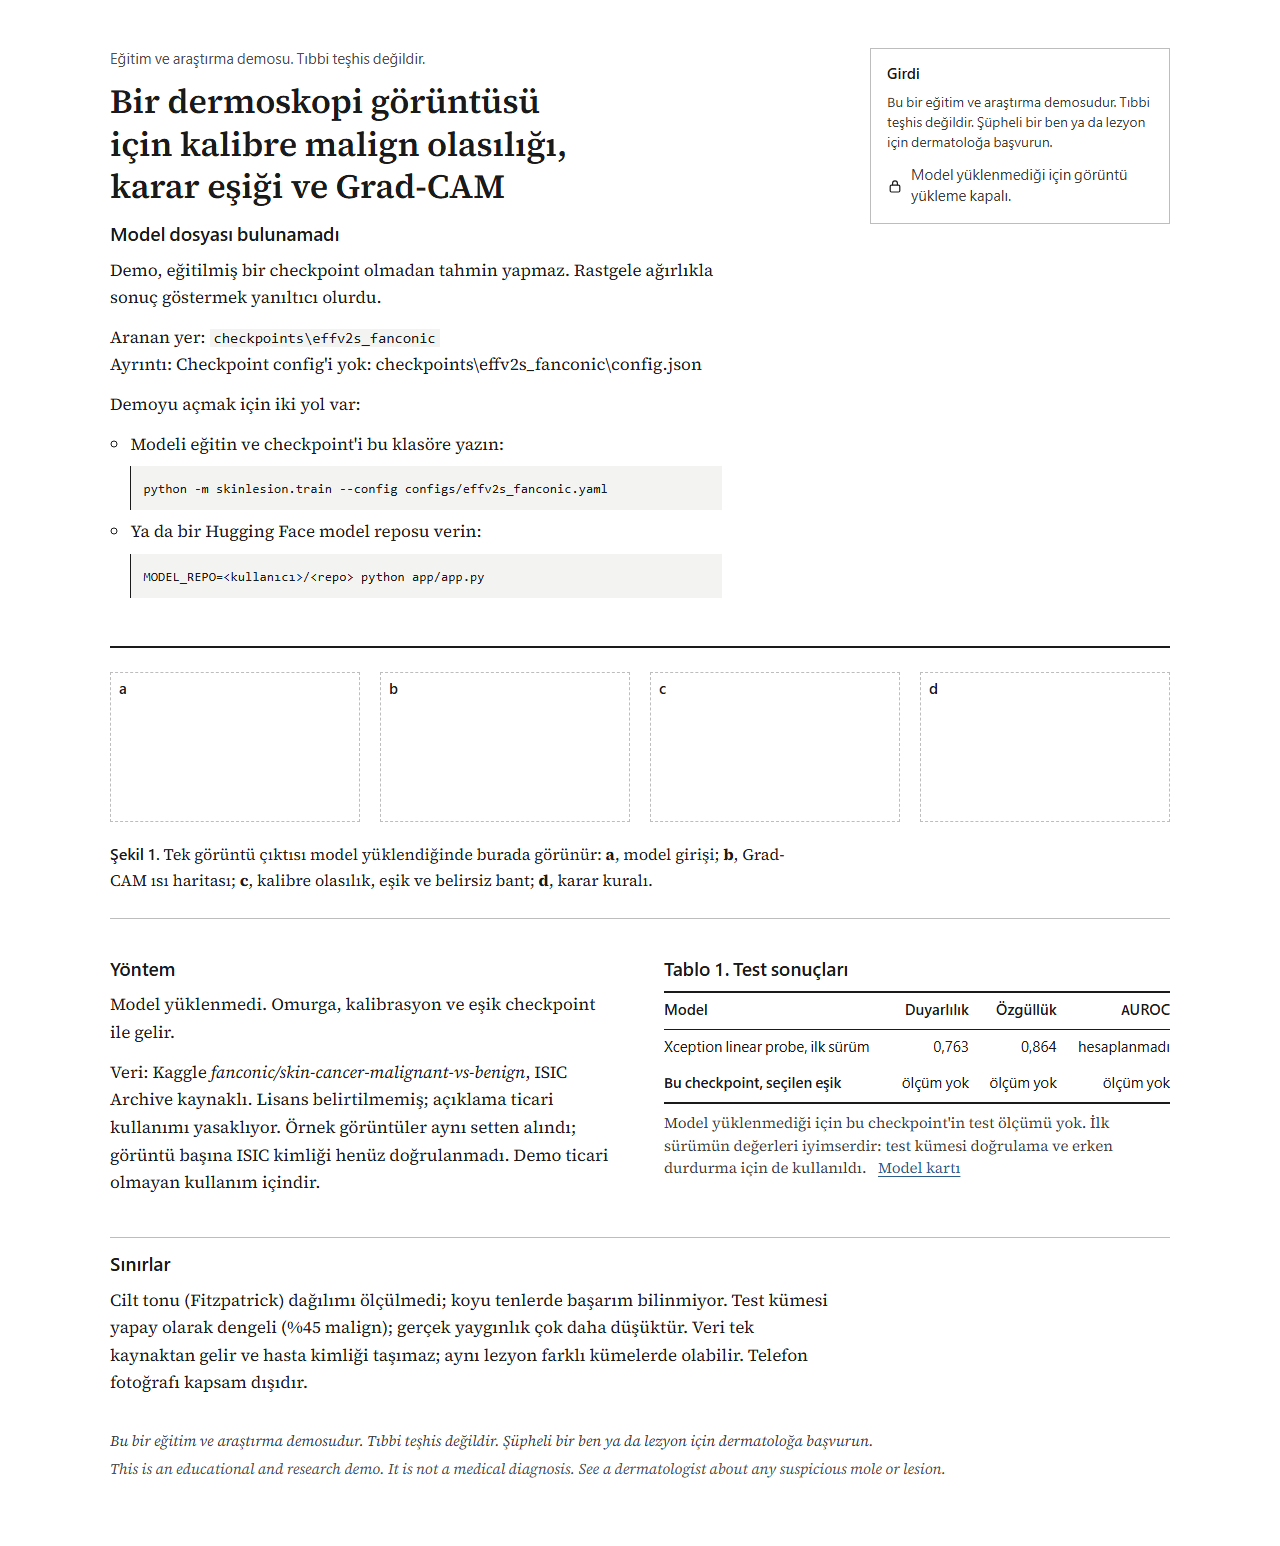 Eğitim ve araştırma demosu. Tıbbi teşhis değildir.
Bir dermoskopi görüntüsü
için kalibre malign olasılığı,
karar eşiği ve Grad-CAM
Model dosyası bulunamadı
Demo, eğitilmiş bir checkpoint olmadan tahmin yapmaz. Rastgele ağırlıkla
sonuç göstermek yanıltıcı olurdu.
Aranan yer: checkpoints\effv2s_fanconic
Ayrıntı: Checkpoint config'i yok: checkpoints\effv2s_fanconic\config.json
Demoyu açmak için iki yol var:
Modeli eğitin ve checkpoint'i bu klasöre yazın:
python -m skinlesion.train --config configs/effv2s_fanconic.yaml
Ya da bir Hugging Face model reposu verin:
MODEL_REPO=<kullanıcı>/<repo> python app/app.py
Girdi
Bu bir eğitim ve araştırma demosudur. Tıbbi
teşhis değildir. Şüpheli bir ben ya da lezyon
için dermatoloğa başvurun.
Model yüklenmediği için görüntü
yükleme kapalı.
a
b
c
d
Şekil 1. Tek görüntü çıktısı model yüklendiğinde burada görünür: a, model girişi; b, Grad-
CAM ısı haritası; c, kalibre olasılık, eşik ve belirsiz bant; d, karar kuralı.
Yöntem
Model yüklenmedi. Omurga, kalibrasyon ve eşik checkpoint
ile gelir.
Veri: Kaggle fanconic/skin-cancer-malignant-vs-benign, ISIC
Archive kaynaklı. Lisans belirtilmemiş; açıklama ticari
kullanımı yasaklıyor. Örnek görüntüler aynı setten alındı;
görüntü başına ISIC kimliği henüz doğrulanmadı. Demo ticari
olmayan kullanım içindir.
Tablo 1. Test sonuçları
Model Duyarlılık Özgüllük AUROC
Xception linear probe, ilk sürüm 0,763 0,864 hesaplanmadı
Bu checkpoint, seçilen eşik ölçüm yok ölçüm yok ölçüm yok
Model yüklenmediği için bu checkpoint'in test ölçümü yok. İlk
sürümün değerleri iyimserdir: test kümesi doğrulama ve erken
durdurma için de kullanıldı. Model kartı
Sınırlar
Cilt tonu (Fitzpatrick) dağılımı ölçülmedi; koyu tenlerde başarım bilinmiyor. Test kümesi
yapay olarak dengeli (%45 malign); gerçek yaygınlık çok daha düşüktür. Veri tek
kaynaktan gelir ve hasta kimliği taşımaz; aynı lezyon farklı kümelerde olabilir. Telefon
fotoğrafı kapsam dışıdır.
Bu bir eğitim ve araştırma demosudur. Tıbbi teşhis değildir. Şüpheli bir ben ya da lezyon için dermatoloğa başvurun.
This is an educational and research demo. It is not a medical diagnosis. See a dermatologist about any suspicious mole or lesion.